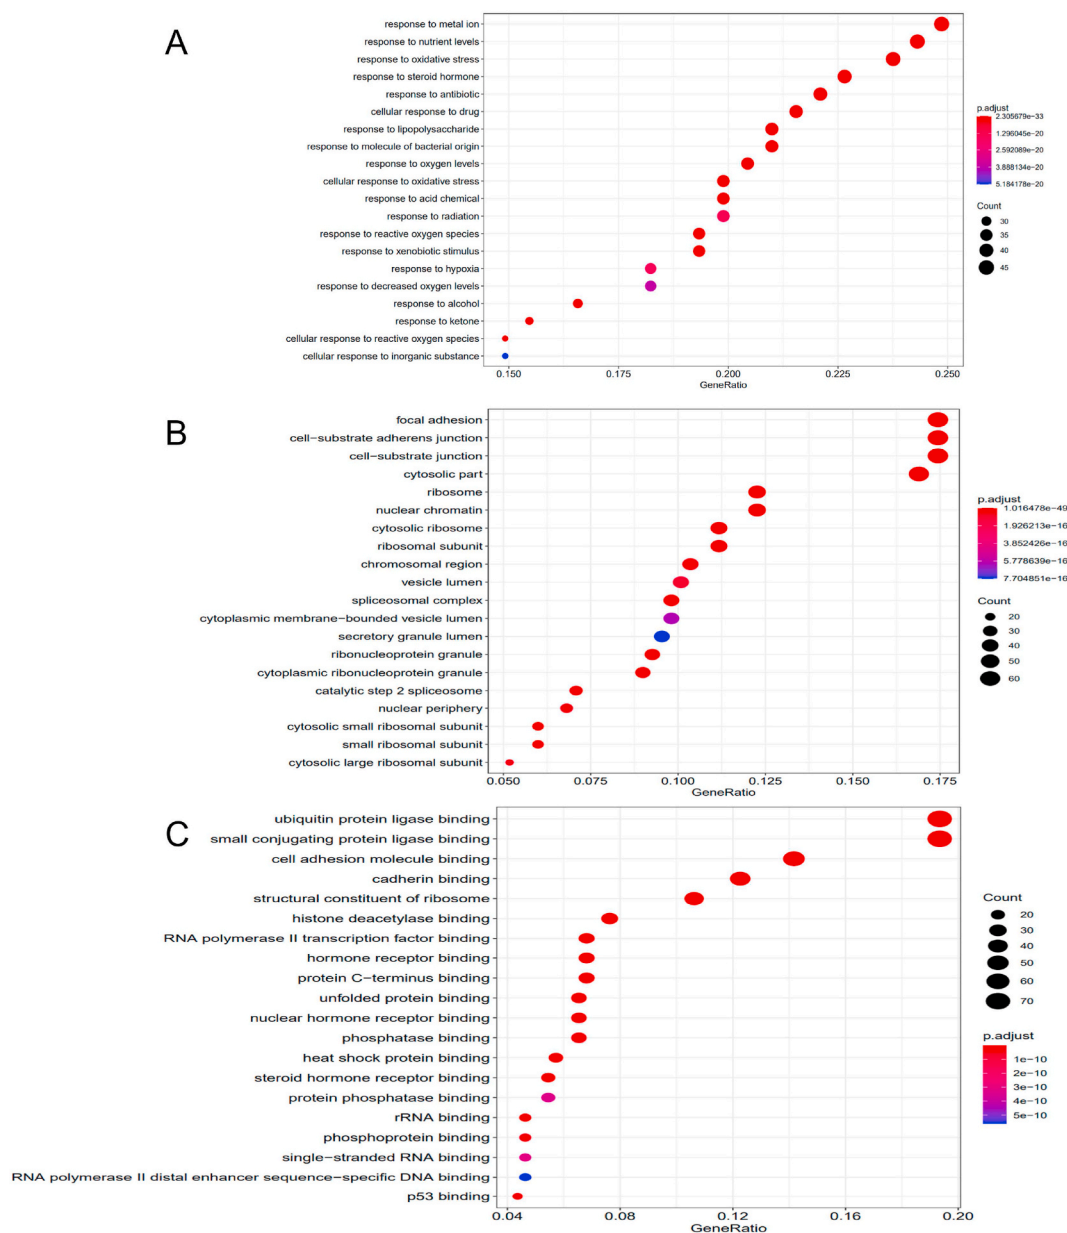 A
response to metal ion
response to nutrient levels
response to oxidative stress
response to steroid hormone
response to antibiotic
cellular response to drug
response to lipopolysaccharide
response to molecule of bacterial origin
response to oxygen levels
cellular response to oxidative stress
response to acid chemical
response to radiation
response to reactive oxygen species
response to xenobiotic stimulus
response to hypoxia
response to decreased oxygen levels
response to alcohol
response to ketone
cellular response to reactive oxygen species
cellular response to inorganic substance
0.150 0.175 0.200 0.225 0.250
GeneRatio
p.adjust
2.305679e−33
1.296045e−20
2.592089e−20
3.888134e−20
5.184178e−20
Count
30
35
40
45
B
focal adhesion
cell−substrate adherens junction
cell−substrate junction
cytosolic part
ribosome
nuclear chromatin
cytosolic ribosome
ribosomal subunit
chromosomal region
vesicle lumen
spliceosomal complex
cytoplasmic membrane−bounded vesicle lumen
secretory granule lumen
ribonucleoprotein granule
cytoplasmic ribonucleoprotein granule
catalytic step 2 spliceosome
nuclear periphery
cytosolic small ribosomal subunit
small ribosomal subunit
cytosolic large ribosomal subunit
0.050 0.075 0.100 0.125 0.150 0.175
GeneRatio
p.adjust
1.016478e−49
1.926213e−16
3.852426e−16
5.778639e−16
7.704851e−16
Count
20
30
40
50
60
C
ubiquitin protein ligase binding
small conjugating protein ligase binding
cell adhesion molecule binding
cadherin binding
structural constituent of ribosome
histone deacetylase binding
RNA polymerase II transcription factor binding
hormone receptor binding
protein C−terminus binding
unfolded protein binding
nuclear hormone receptor binding
phosphatase binding
heat shock protein binding
steroid hormone receptor binding
protein phosphatase binding
rRNA binding
phosphoprotein binding
single−stranded RNA binding
RNA polymerase II distal enhancer sequence−specific DNA binding
p53 binding
0.04 0.08 0.12 0.16 0.20
GeneRatio
Count
20
30
40
50
60
70
p.adjust
1e−10
2e−10
3e−10
4e−10
5e−10